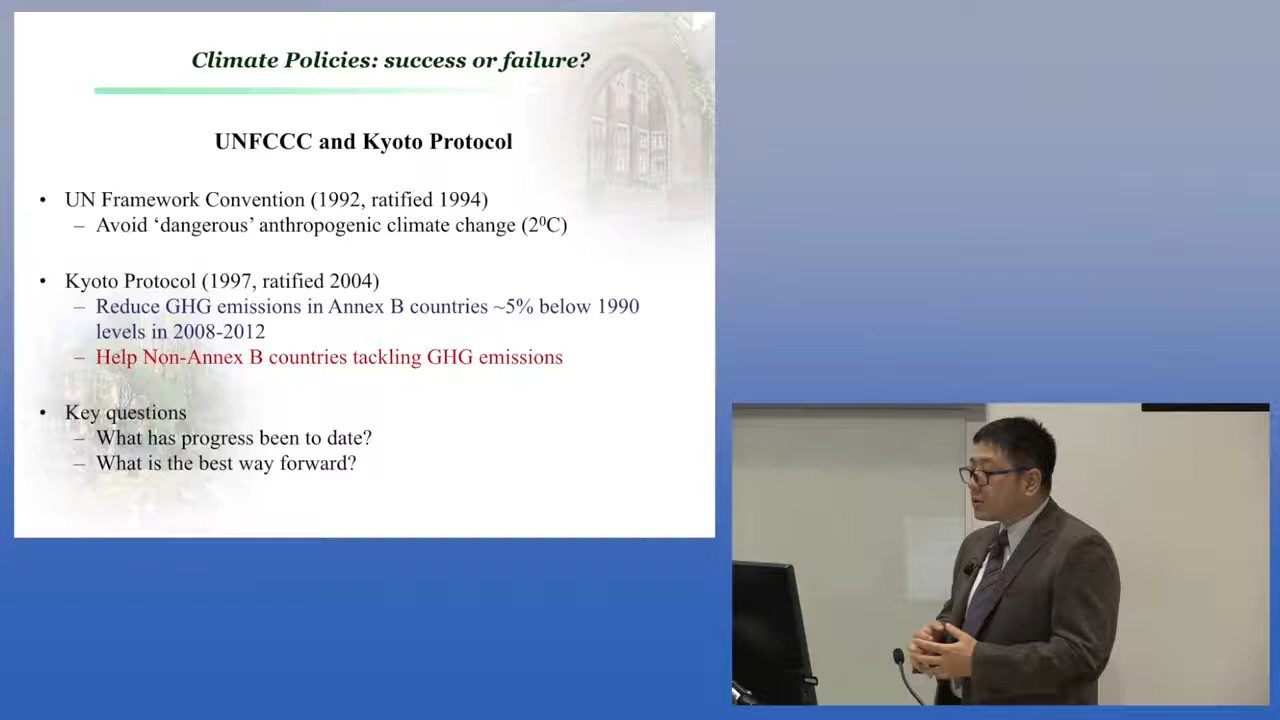 Climate Policies: success or failure?
UNFCCC and Kyoto Protocol
• UN Framework Convention (1992, ratified 1994)
– Avoid ‘dangerous’ anthropogenic climate change (2⁰C)
• Kyoto Protocol (1997, ratified 2004)
– Reduce GHG emissions in Annex B countries ~5% below 1990
levels in 2008-2012
– Help Non-Annex B countries tackling GHG emissions
• Key questions
– What has progress been to date?
– What is the best way forward?